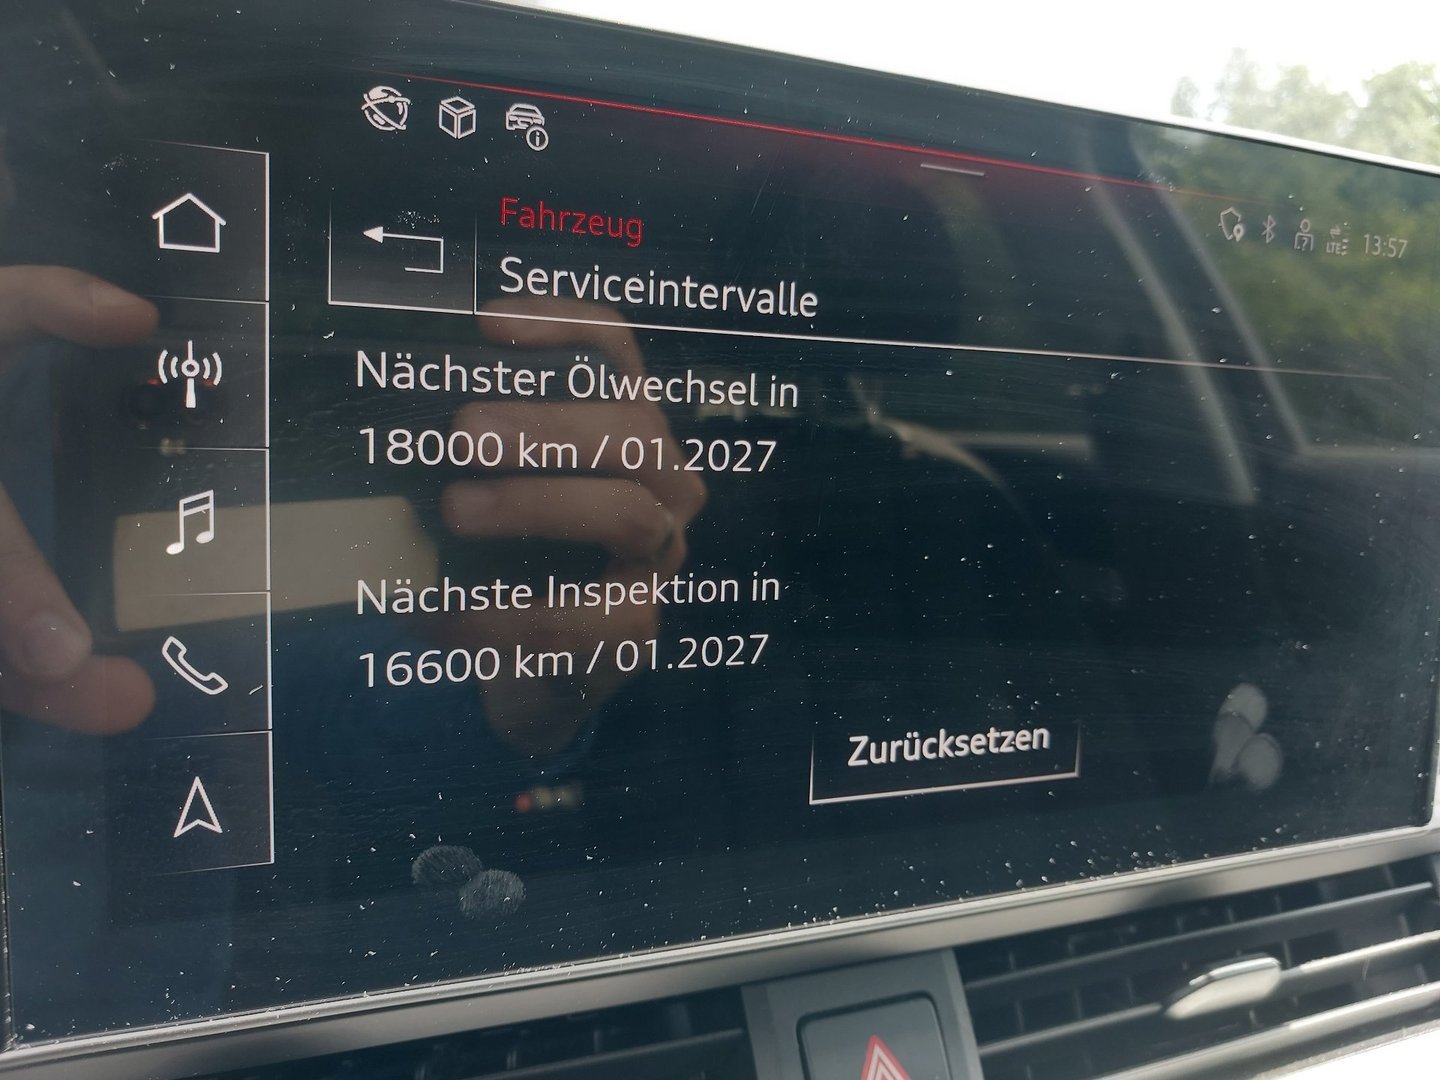 13:57
Fahrzeug
Serviceintervalle
Nächster Ölwechsel in
18000 km / 01.2027
Nächste Inspektion in
16600 km / 01.2027
Zurücksetzen